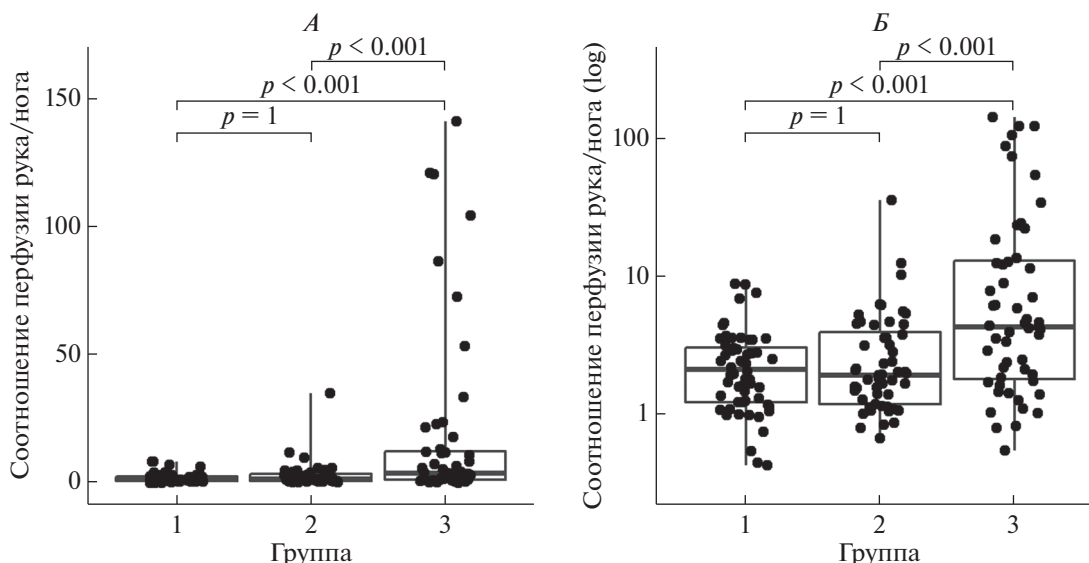 А
p < 0.001
p < 0.001
p = 1
Соотношение перфузии рука/нога
150
100
50
0
1
2
3
Группа
Б
p < 0.001
p < 0.001
p = 1
Соотношение перфузии рука/нога (log)
100
10
1
1
2
3
Группа